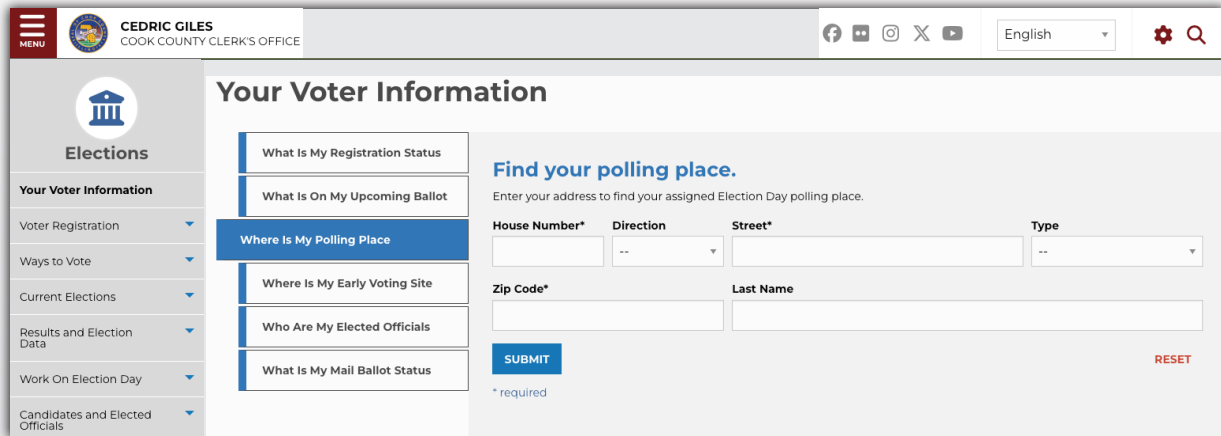 MENU
CEDRIC GILES
COOK COUNTY CLERK'S OFFICE
English
Elections
Your Voter Information
Voter Registration
Ways to Vote
Current Elections
Results and Election
Data
Work On Election Day
Candidates and Elected
Officials
Your Voter Information
What Is My Registration Status
What Is On My Upcoming Ballot
Where Is My Polling Place
Where Is My Early Voting Site
Who Are My Elected Officials
What Is My Mail Ballot Status
Find your polling place.
Enter your address to find your assigned Election Day polling place.
House Number* Direction Street* Type
-- --
Zip Code* Last Name
SUBMIT RESET
* required